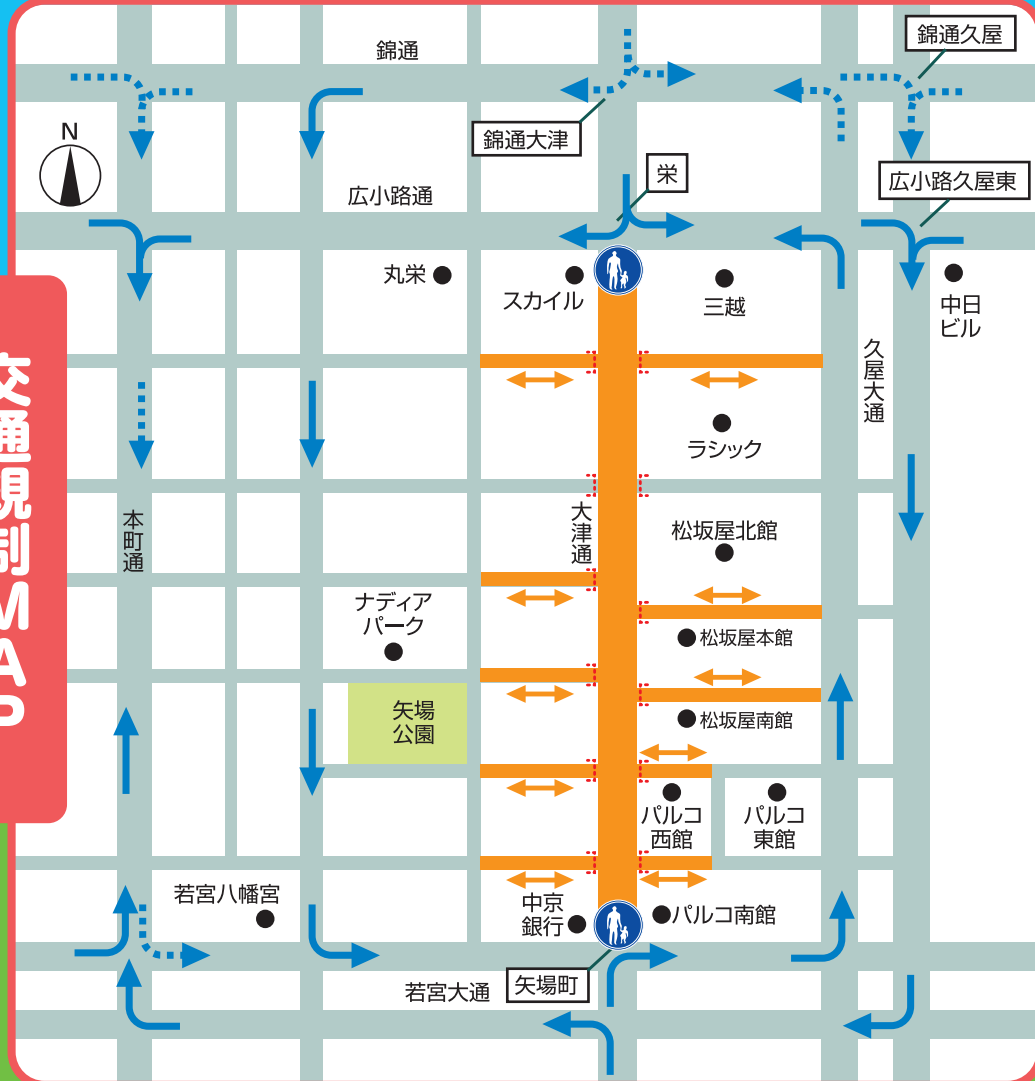 錦通
錦通久屋
N
錦通大津
広小路通
栄
広小路久屋東
丸栄
スカイル
三越
中日
ビル
交通規制MAP
久屋大通
ラシック
本町通
大津通
松坂屋北館
ナディア
パーク
松坂屋本館
矢場
公園
松坂屋南館
パルコ
西館
パルコ
東館
若宮八幡宮
中京
銀行
パルコ南館
若宮大通
矢場町